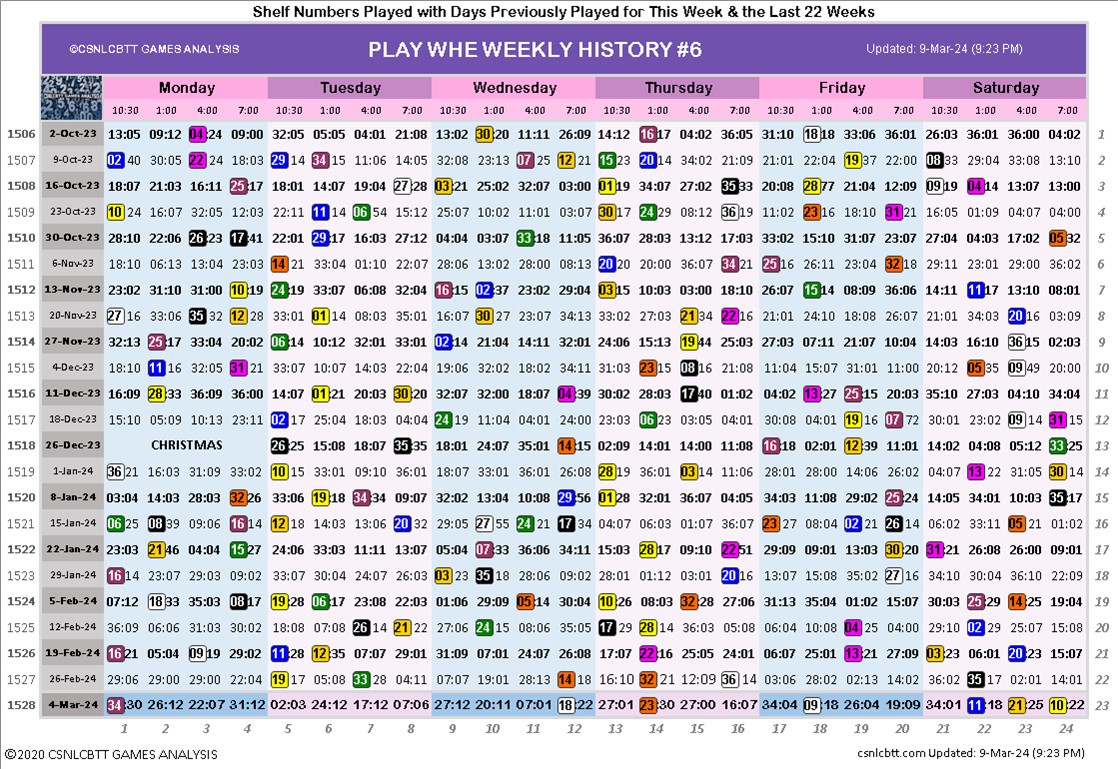 Shelf Numbers Played with Days Previously Played for This Week & the Last 22 Weeks
©CSNLCBTT GAMES ANALYSIS PLAY WHE WEEKLY HISTORY #6 Updated: 9-Mar-24 (9:23 PM)
Monday Tuesday Wednesday Thursday Friday Saturday
10:30 1:00 4:00 7:00 10:30 1:00 4:00 7:00 10:30 1:00 4:00 7:00 10:30 1:00 4:00 7:00 10:30 1:00 4:00 7:00 10:30 1:00 4:00 7:00
1506 2-Oct-23 13:05 09:12 04:24 09:00 32:05 05:05 04:01 21:08 13:02 30:20 11:11 26:09 14:12 16:17 04:02 36:05 31:10 18:18 33:06 36:01 26:03 36:01 36:00 04:02 1
1507 9-Oct-23 02 40 30:05 22 24 18:03 29 14 34 15 11:06 14:05 32:08 23:13 07 25 12 21 15 23 20 14 34:02 21:09 21:01 22:04 19 37 22:00 08 33 29:04 33:08 13:10 2
1508 16-Oct-23 18:07 21:03 16:11 25:17 18:01 14:07 19:04 27:28 03:21 25:02 32:07 03:00 01:19 34:07 27:02 35:33 20:08 28:77 21:04 12:09 09:19 04:14 13:07 13:00 3
1509 23-Oct-23 10 24 16:07 32:05 12:03 22:11 11 14 06 54 15:12 25:07 10:02 11:01 03:07 30 17 24 29 08:12 36 19 11:02 23 16 18:10 31 21 16:05 01:09 04:07 04:00 4
1510 30-Oct-23 28:10 22:06 26:23 17:41 22:01 29:17 16:03 27:12 04:04 03:07 33:18 11:05 36:07 28:03 13:12 17:03 33:02 15:10 31:07 23:07 27:04 04:03 17:02 05:32 5
1511 6-Nov-23 18:10 06:13 13:04 23:03 14 21 33:04 01:10 22:07 28:06 13:02 28:00 08:13 20 20 20:00 36:07 34 21 25 16 26:11 23:04 32 18 29:11 23:01 29:00 36:02 6
1512 13-Nov-23 23:02 31:10 31:00 10:19 24:19 33:07 06:08 32:04 16:15 02:37 02:00 29:04 03:15 10:03 03:00 18:10 26:07 15:14 08:09 36:06 14:11 11:17 13:10 08:01 7
1513 20-Nov-23 27 16 33:06 35 32 12 28 33:01 01 14 08:03 35:01 16:07 30 27 23:07 34:13 33:02 27:03 21 34 22 16 07:05 34:09 16:07 28:07 21:01 34:03 20 16 03:09 8
1514 27-Nov-23 32:13 25:17 33:04 20:02 06:14 10:12 32:01 33:01 02:14 21:04 14:11 32:01 24:06 15:13 19:44 25:03 27:03 07:11 21:07 10:04 14:03 16:10 36:15 02:03 9
1515 4-Dec-23 18:10 11 16 32:05 31 21 33:07 10:07 14:03 22:04 19:06 32:02 18:02 34:11 31:03 23 15 08 16 21:08 11:04 15:07 31:01 11:00 20:12 05 35 09 49 20:00 10
1516 11-Dec-23 16:09 28:33 36:09 36:00 14:07 01:21 20:03 30:20 32:07 32:00 18:07 04:39 30:02 28:03 17:40 01:03 04:02 13:27 25:15 08:11 35:10 27:03 04:10 34:04 11
1517 18-Dec-23 15:10 05:09 10:13 23:11 02 17 25:04 18:03 04:04 24 19 11:06 36:11 05:12 23:04 06 23 05:03 04:01 30:08 04:01 19 16 07 72 30:01 23:02 09 14 31 15 12
1518 26-Dec-23 CHRISTMAS 26:25 15:08 18:07 35:35 18:01 24:07 35:01 14:15 02:09 14:01 14:00 11:08 16:18 02:01 12:39 11:01 14:02 04:08 05:12 33:25 13
1519 1-Jan-24 36 21 16:03 31:09 33:02 10 15 33:01 09:10 36:01 18:07 33:01 36:01 26:08 28 19 36:01 03 14 28:06 28:01 28:00 14:06 26:02 04:07 13 22 31:05 30 14 14
1520 8-Jan-24 03:04 14:03 28:03 32:26 33:06 19:18 34:34 09:07 32:02 13:04 10:08 29:56 01:28 32:01 36:07 04:05 34:03 11:08 29:02 25:24 14:05 34:01 10:03 35:17 15
1521 15-Jan-24 06 25 08 39 09:06 16 14 12 18 14:03 13:06 20 32 29:05 27 55 24 21 17 34 04:07 06:03 01:07 36:07 23 27 08:04 02 21 26 14 06:02 33:11 05 21 01:02 16
1522 22-Jan-24 23:03 21:46 04:04 15:27 24:06 33:03 11:11 13:07 05:04 07:33 36:06 34:11 15:03 28:17 09:10 22:51 29:09 09:01 13:03 30:20 31:21 26:08 26:00 09:01 17
1523 29-Jan-24 16 14 23:07 29:03 09:02 33:07 30:04 24:07 26:03 03 23 35 18 28:06 09:02 28:01 01:12 03:01 20 16 13:07 15:08 35:02 27 16 34:10 30:04 36:10 22:09 18
1524 5-Feb-24 07:12 18:33 35:03 08:17 19:28 06:17 23:08 22:03 01:06 29:09 05:14 30:04 10:26 08:03 32:28 27:06 31:13 35:04 01:02 15:07 30:03 25:29 14:25 19:04 19
1525 12-Feb-24 36:09 06:06 31:03 30:02 18:08 07:08 26 14 21 22 27:06 24 15 08:06 35:05 17 29 28 14 36:03 05:08 06:04 10:08 04 25 04:00 29:10 02 29 25:07 15:08 20
1526 19-Feb-24 16:21 05:04 09:19 29:02 11:28 12:35 07:07 29:01 31:09 07:01 24:07 08:07 17:07 22:16 25:05 24:01 06:07 25:01 13:21 27:09 03:23 06:01 20:23 15:07 21
1527 26-Feb-24 29:06 29:00 29:13 14:02 19 17 05:08 33 28 04:11 07:07 19:01 28:13 14 18 16:10 32 21 12:09 36 14 03:06 28:02 03:02 14:02 36:02 35 17 02:01 14:01 22
1528 4-Mar-24 34:30 26:12 22:07 31:12 02:03 24:12 17:12 07:06 27:12 20:11 07:01 18:22 27:01 23:30 27:00 16:07 34:04 09:18 26:04 19:09 34:01 11:18 21:25 10:22 23
1 2 3 4 5 6 7 8 9 10 11 12 13 14 15 16 17 18 19 20 21 22 23 24
©2020 CSNLCBTT GAMES ANALYSIS csnlcbtt.com Updated: 9-Mar-24 (9:23 PM)